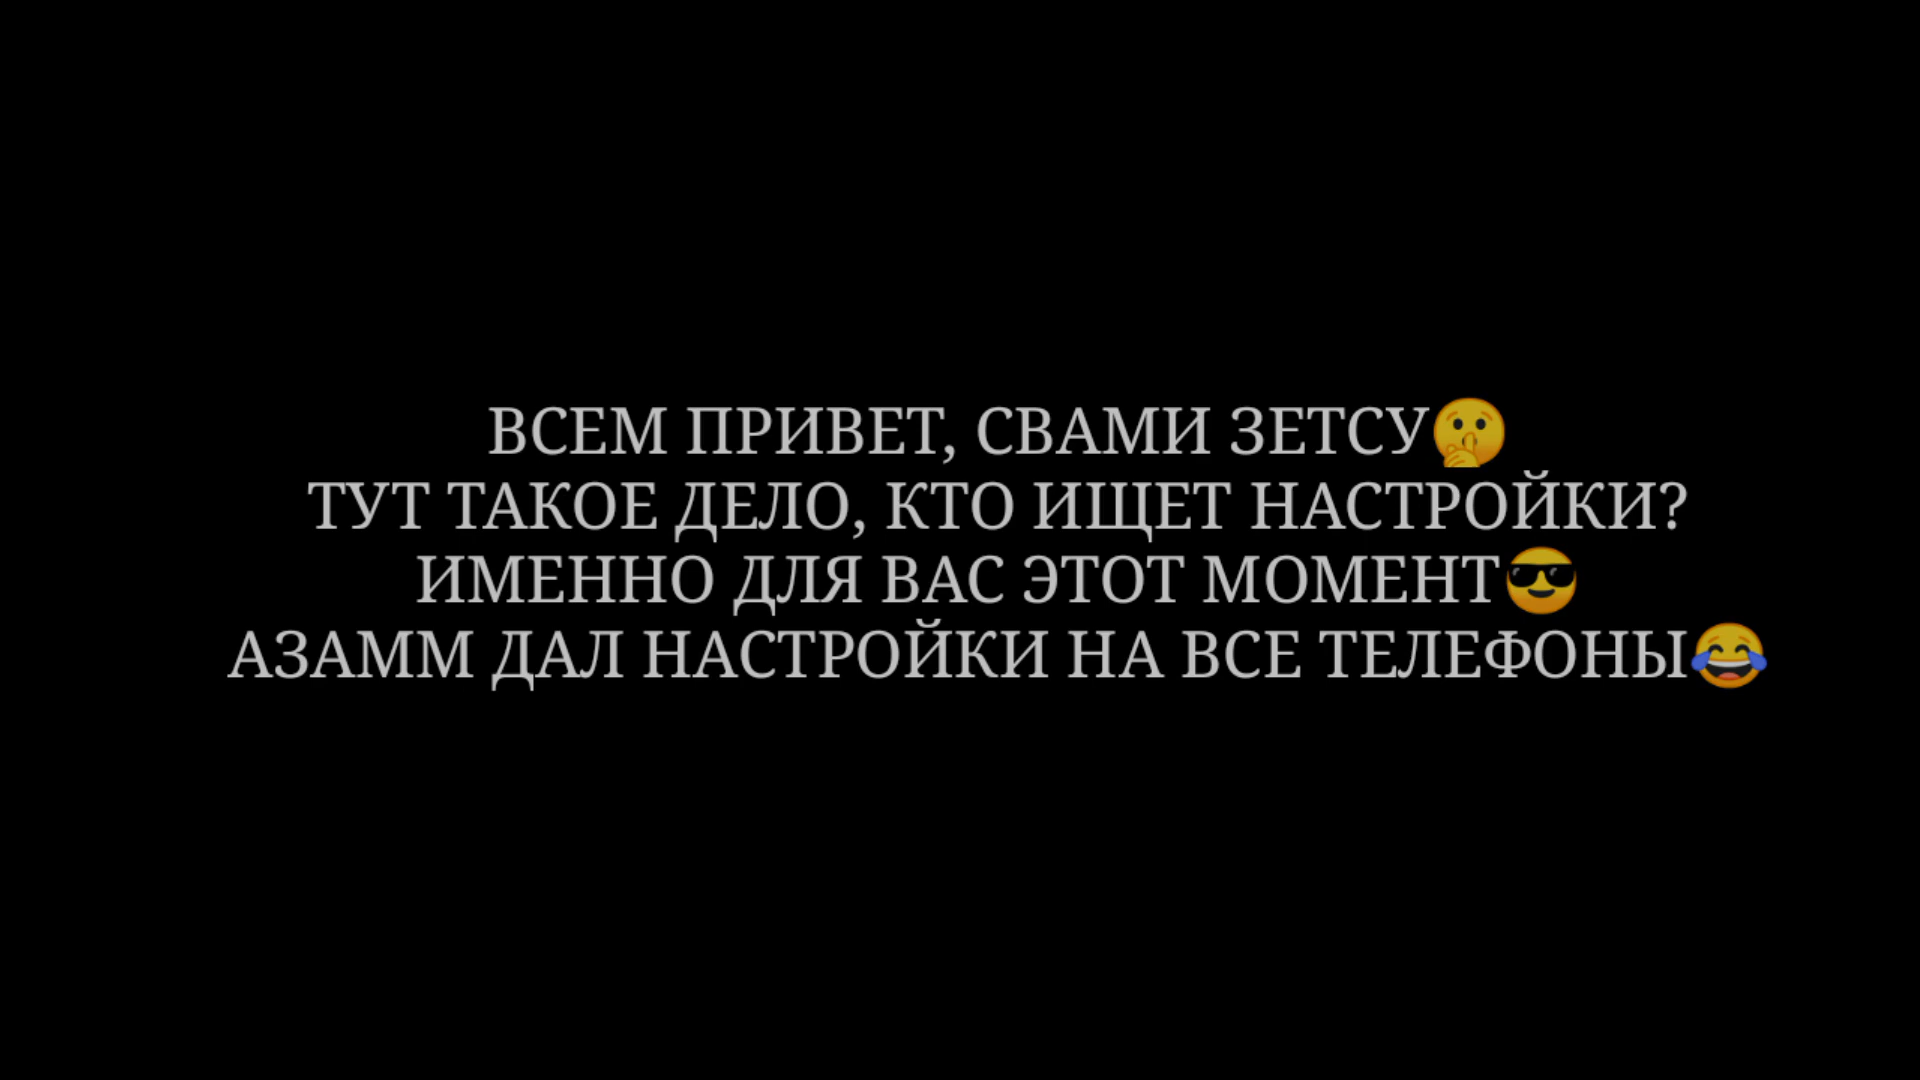 ВСЕМ ПРИВЕТ, СВАМИ ЗЕТСУ🤫
ТУТ ТАКОЕ ДЕЛО, КТО ИЩЕТ НАСТРОЙКИ?
ИМЕННО ДЛЯ ВАС ЭТОТ МОМЕНТ😎
АЗАММ ДАЛ НАСТРОЙКИ НА ВСЕ ТЕЛЕФОНЫ😂